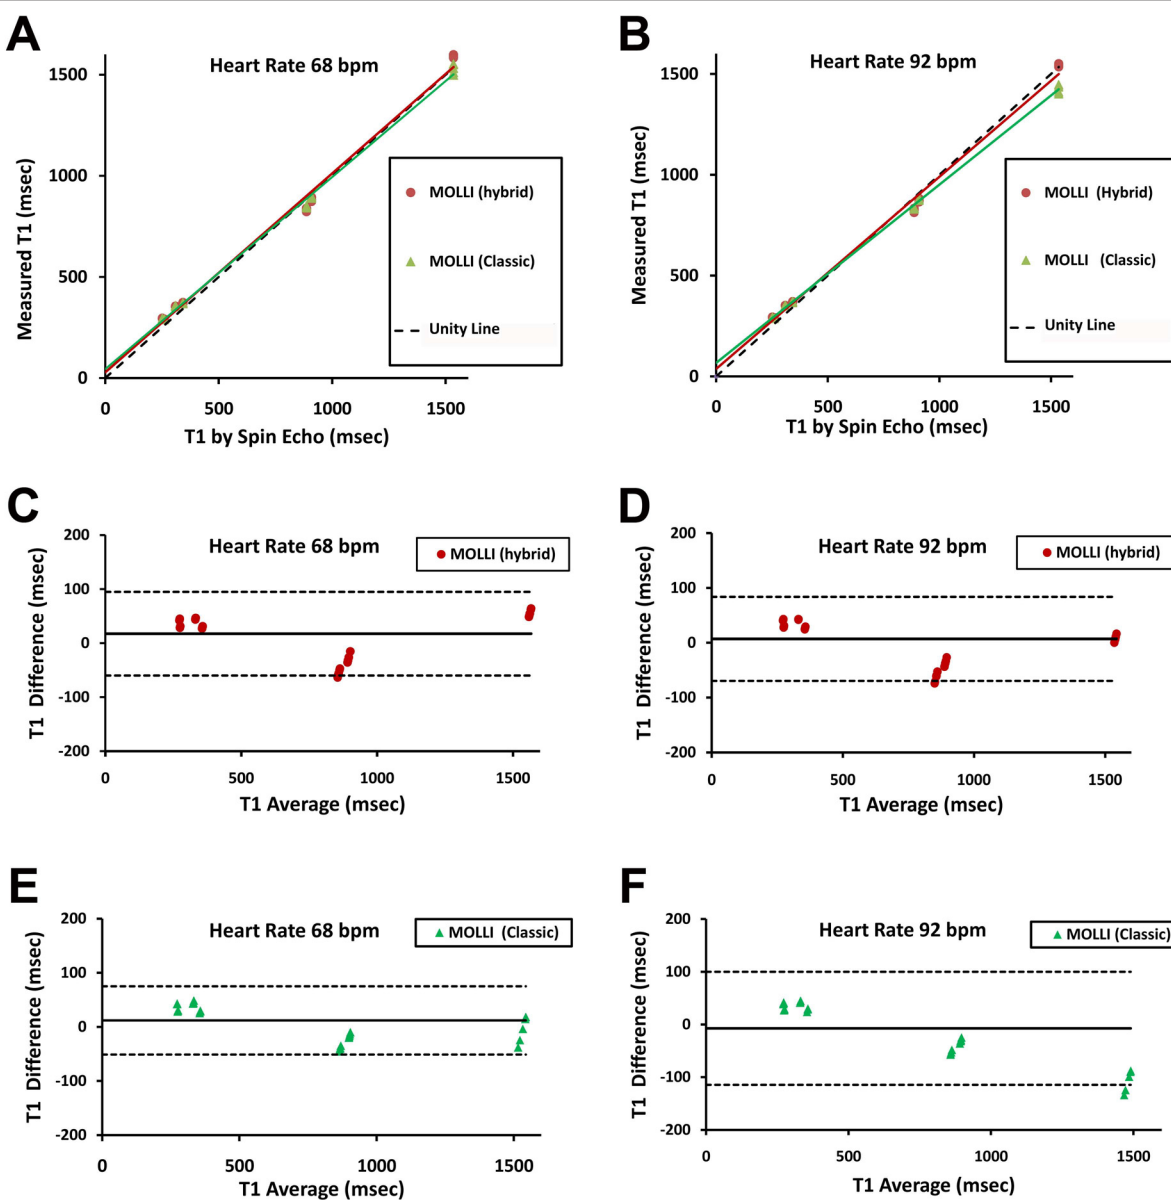 A
Heart Rate 68 bpm
Measured T1 (msec)
1500
1000
500
0
0 500 1000 1500
T1 by Spin Echo (msec)
MOLLI (hybrid)
MOLLI (Classic)
Unity Line
B
Heart Rate 92 bpm
Measured T1 (msec)
1500
1000
500
0
0 500 1000 1500
T1 by Spin Echo (msec)
MOLLI (Hybrid)
MOLLI (Classic)
Unity Line
C
Heart Rate 68 bpm
MOLLI (hybrid)
T1 Difference (msec)
200
100
0
-100
-200
0 500 1000 1500
T1 Average (msec)
D
Heart Rate 92 bpm
MOLLI (hybrid)
T1 Difference (msec)
200
100
0
-100
-200
0 500 1000 1500
T1 Average (msec)
E
Heart Rate 68 bpm
MOLLI (Classic)
T1 Difference (msec)
200
100
0
-100
-200
0 500 1000 1500
T1 Average (msec)
F
Heart Rate 92 bpm
MOLLI (Classic)
T1 Difference (msec)
200
100
0
-100
-200
0 500 1000 1500
T1 Average (msec)